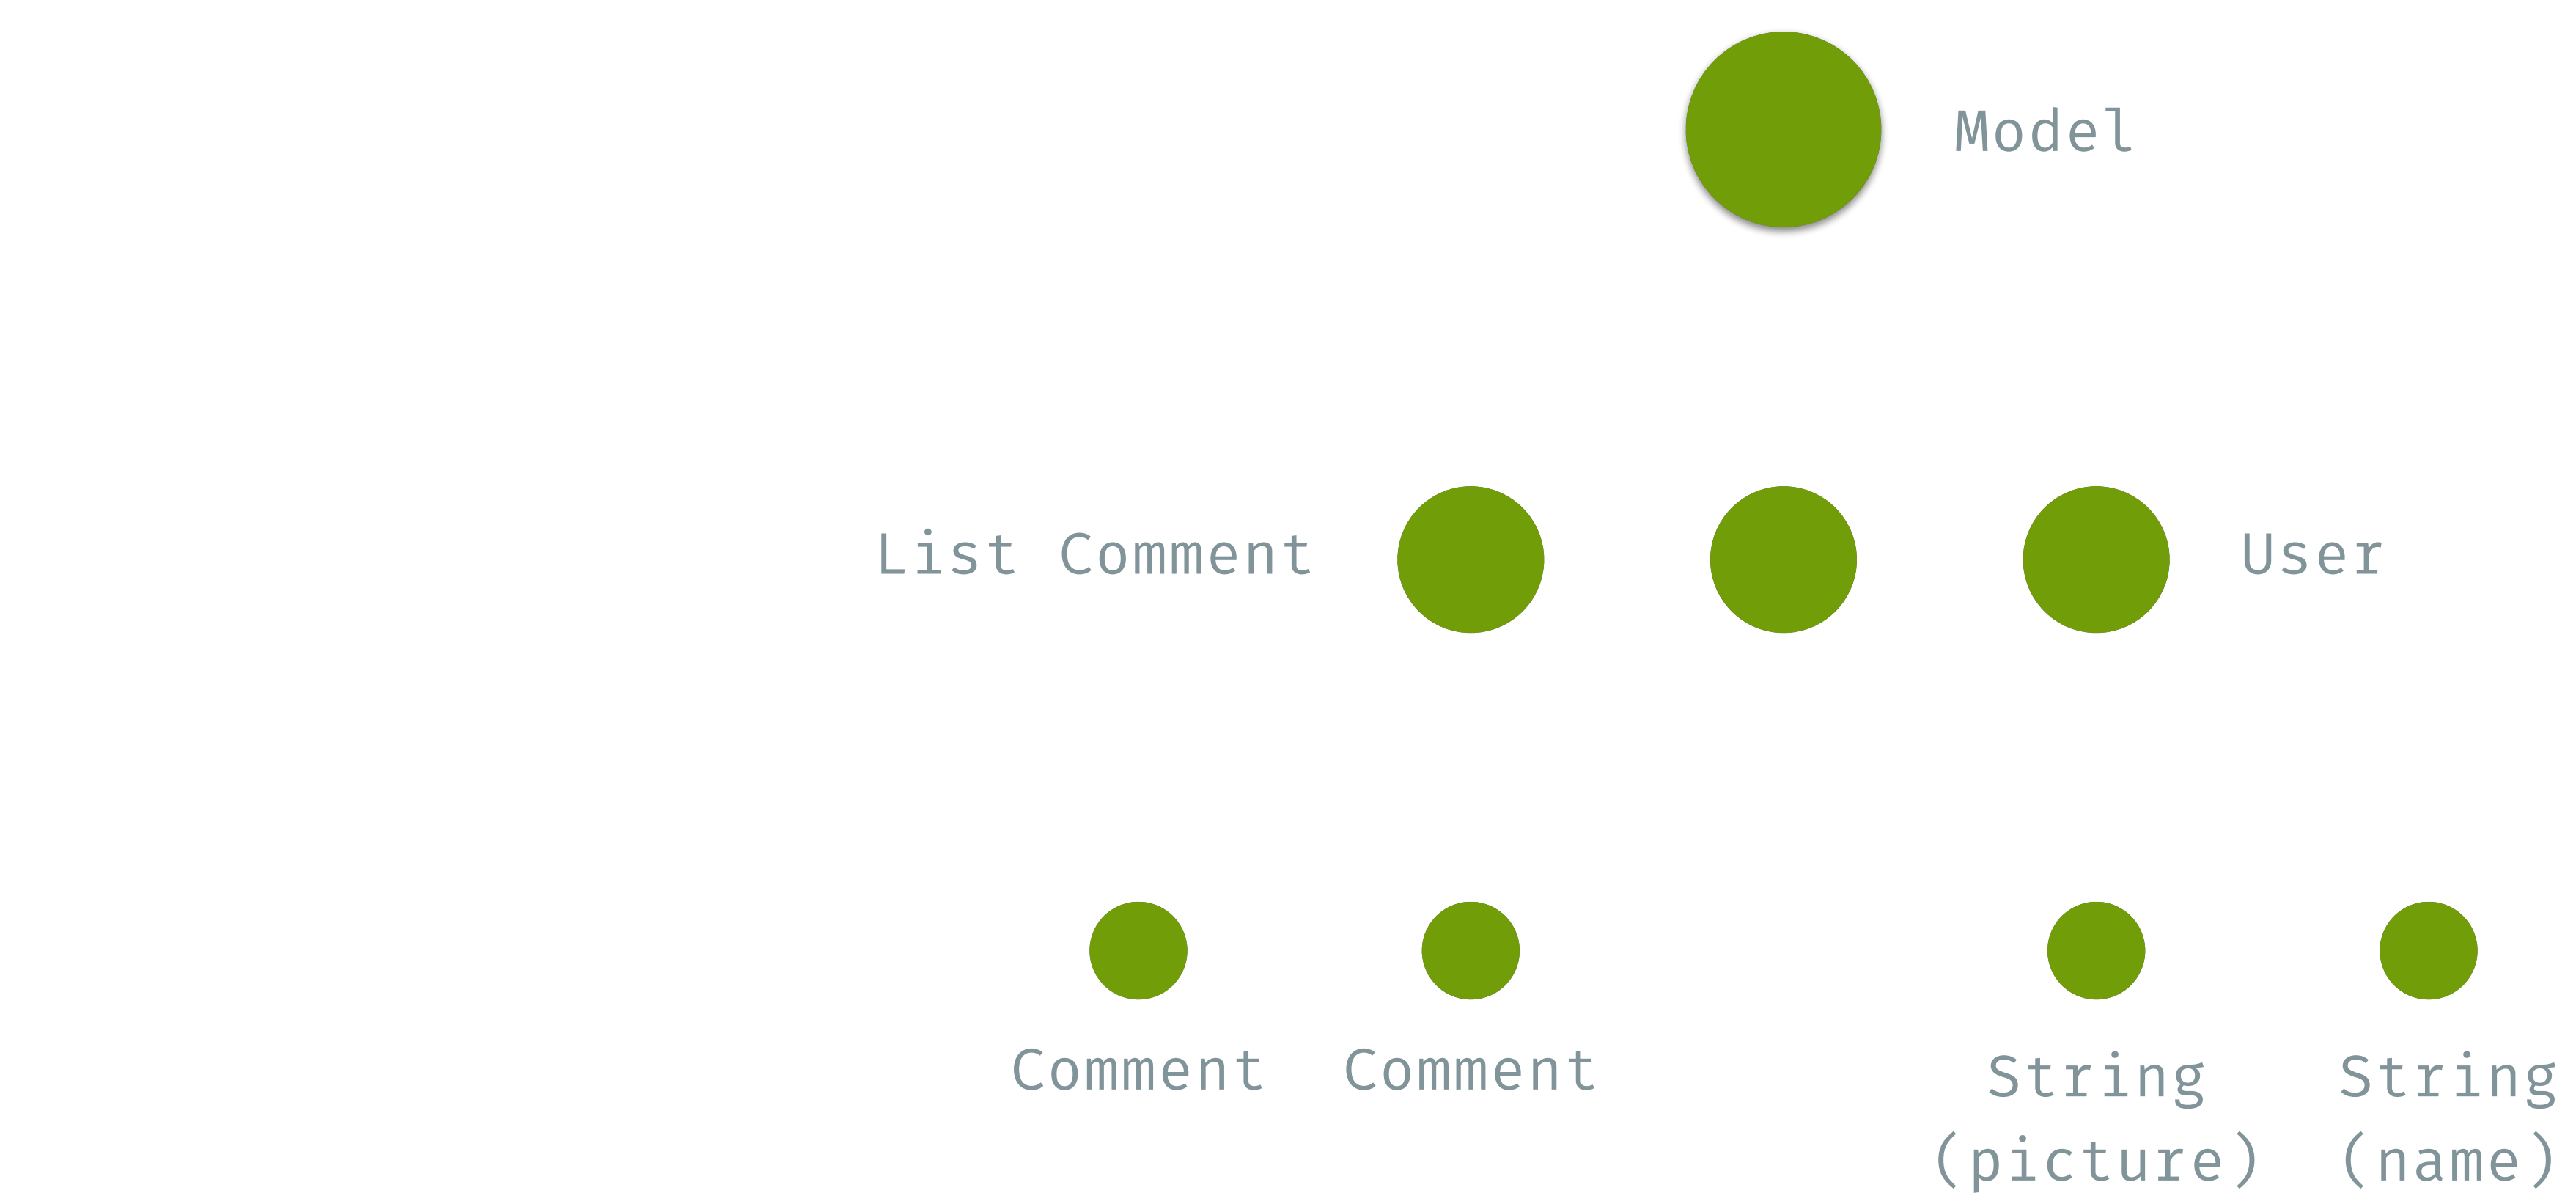 Model
List Comment
User
Comment
Comment
String
(picture)
String
(name)